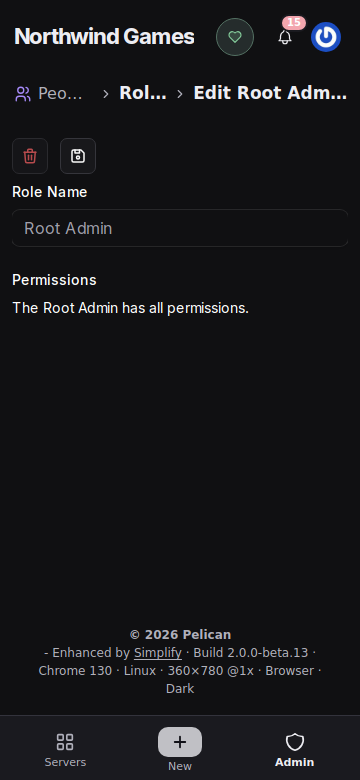 Northwind Games
15
Peo... > Rol... > Edit Root Adm...
Role Name
Root Admin
Permissions
The Root Admin has all permissions.
© 2026 Pelican
- Enhanced by Simplify · Build 2.0.0-beta.13 ·
Chrome 130 · Linux · 360×780 @1x · Browser ·
Dark
Servers
New
Admin